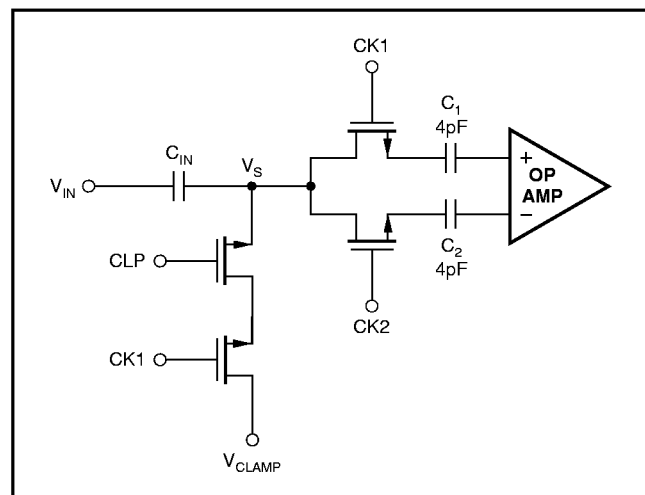 CK1
C1
4pF
CIN
VS
VIN
+
OP
AMP
−
C2
4pF
CLP
CK2
CK1
VCLAMP